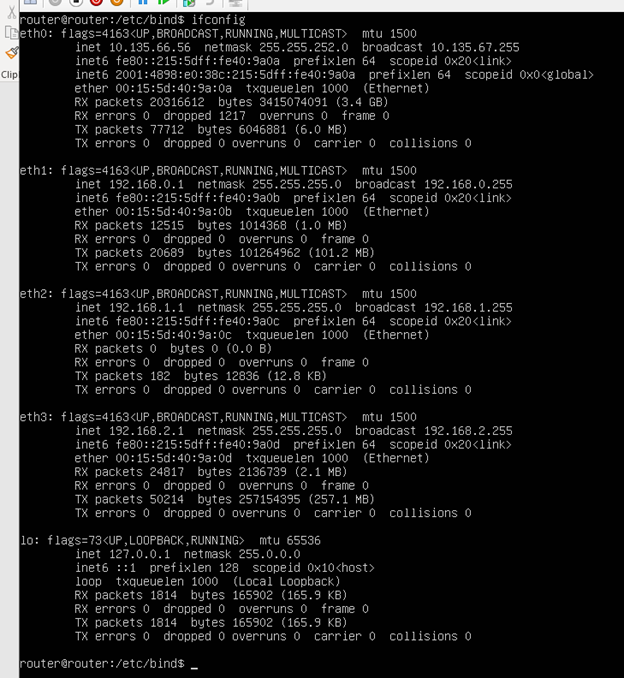 Clipl
router@router:/etc/bind$ ifconfig
eth0: flags=4163<UP,BROADCAST,RUNNING,MULTICAST>  mtu 1500
        inet 10.135.66.56  netmask 255.255.252.0  broadcast 10.135.67.255
        inet6 fe80::215:5dff:fe40:9a0a  prefixlen 64  scopeid 0x20<link>
        inet6 2001:4898:e0:38c:215:5dff:fe40:9a0a  prefixlen 64  scopeid 0x0<global>
        ether 00:15:5d:40:9a:0a  txqueuelen 1000  (Ethernet)
        RX packets 20316612  bytes 3415074091 (3.4 GB)
        RX errors 0  dropped 1217  overruns 0  frame 0
        TX packets 77712  bytes 6046881 (6.0 MB)
        TX errors 0  dropped 0 overruns 0  carrier 0  collisions 0
eth1: flags=4163<UP,BROADCAST,RUNNING,MULTICAST>  mtu 1500
        inet 192.168.0.1  netmask 255.255.255.0  broadcast 192.168.0.255
        inet6 fe80::215:5dff:fe40:9a0b  prefixlen 64  scopeid 0x20<link>
        ether 00:15:5d:40:9a:0b  txqueuelen 1000  (Ethernet)
        RX packets 12515  bytes 1014368 (1.0 MB)
        RX errors 0  dropped 0  overruns 0  frame 0
        TX packets 20689  bytes 101264962 (101.2 MB)
        TX errors 0  dropped 0 overruns 0  carrier 0  collisions 0
eth2: flags=4163<UP,BROADCAST,RUNNING,MULTICAST>  mtu 1500
        inet 192.168.1.1  netmask 255.255.255.0  broadcast 192.168.1.255
        inet6 fe80::215:5dff:fe40:9a0c  prefixlen 64  scopeid 0x20<link>
        ether 00:15:5d:40:9a:0c  txqueuelen 1000  (Ethernet)
        RX packets 0  bytes 0 (0.0 B)
        RX errors 0  dropped 0  overruns 0  frame 0
        TX packets 182  bytes 12836 (12.8 KB)
        TX errors 0  dropped 0 overruns 0  carrier 0  collisions 0
eth3: flags=4163<UP,BROADCAST,RUNNING,MULTICAST>  mtu 1500
        inet 192.168.2.1  netmask 255.255.255.0  broadcast 192.168.2.255
        inet6 fe80::215:5dff:fe40:9a0d  prefixlen 64  scopeid 0x20<link>
        ether 00:15:5d:40:9a:0d  txqueuelen 1000  (Ethernet)
        RX packets 24817  bytes 2136739 (2.1 MB)
        RX errors 0  dropped 0  overruns 0  frame 0
        TX packets 50214  bytes 257154395 (257.1 MB)
        TX errors 0  dropped 0 overruns 0  carrier 0  collisions 0
lo: flags=73<UP,LOOPBACK,RUNNING>  mtu 65536
        inet 127.0.0.1  netmask 255.0.0.0
        inet6 ::1  prefixlen 128  scopeid 0x10<host>
        loop  txqueuelen 1000  (Local Loopback)
        RX packets 1814  bytes 165902 (165.9 KB)
        RX errors 0  dropped 0  overruns 0  frame 0
        TX packets 1814  bytes 165902 (165.9 KB)
        TX errors 0  dropped 0 overruns 0  carrier 0  collisions 0
router@router:/etc/bind$ _